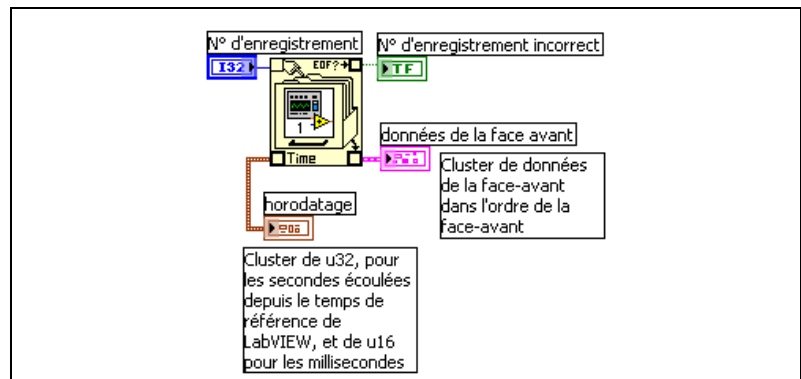 N° d'enregistrement
N° d'enregistrement incorrect
I32
EOF?
TF
1
Time
données de la face avant
Cluster de données
de la face-avant
dans l'ordre de la
face-avant
horodatage
Cluster de u32, pour
les secondes écoulées
depuis le temps de
référence de
LabVIEW, et de u16
pour les millisecondes